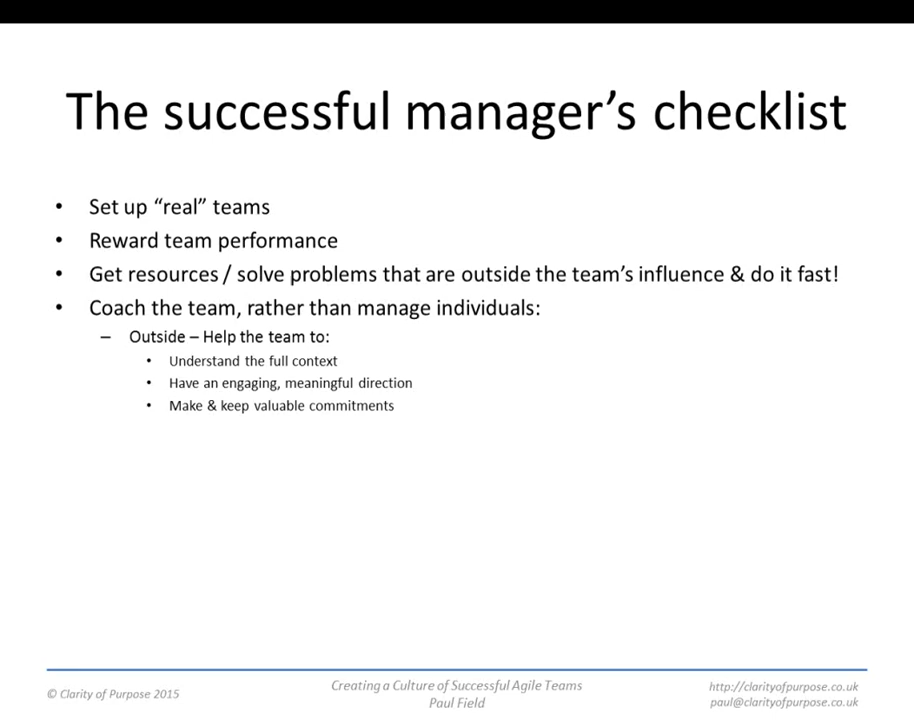 The successful manager’s checklist
• Set up “real” teams
• Reward team performance
• Get resources / solve problems that are outside the team’s influence & do it fast!
• Coach the team, rather than manage individuals:
– Outside – Help the team to:
• Understand the full context
• Have an engaging, meaningful direction
• Make & keep valuable commitments
© Clarity of Purpose 2015
Creating a Culture of Successful Agile Teams
Paul Field
http://clarityofpurpose.co.uk
paul@clarityofpurpose.co.uk